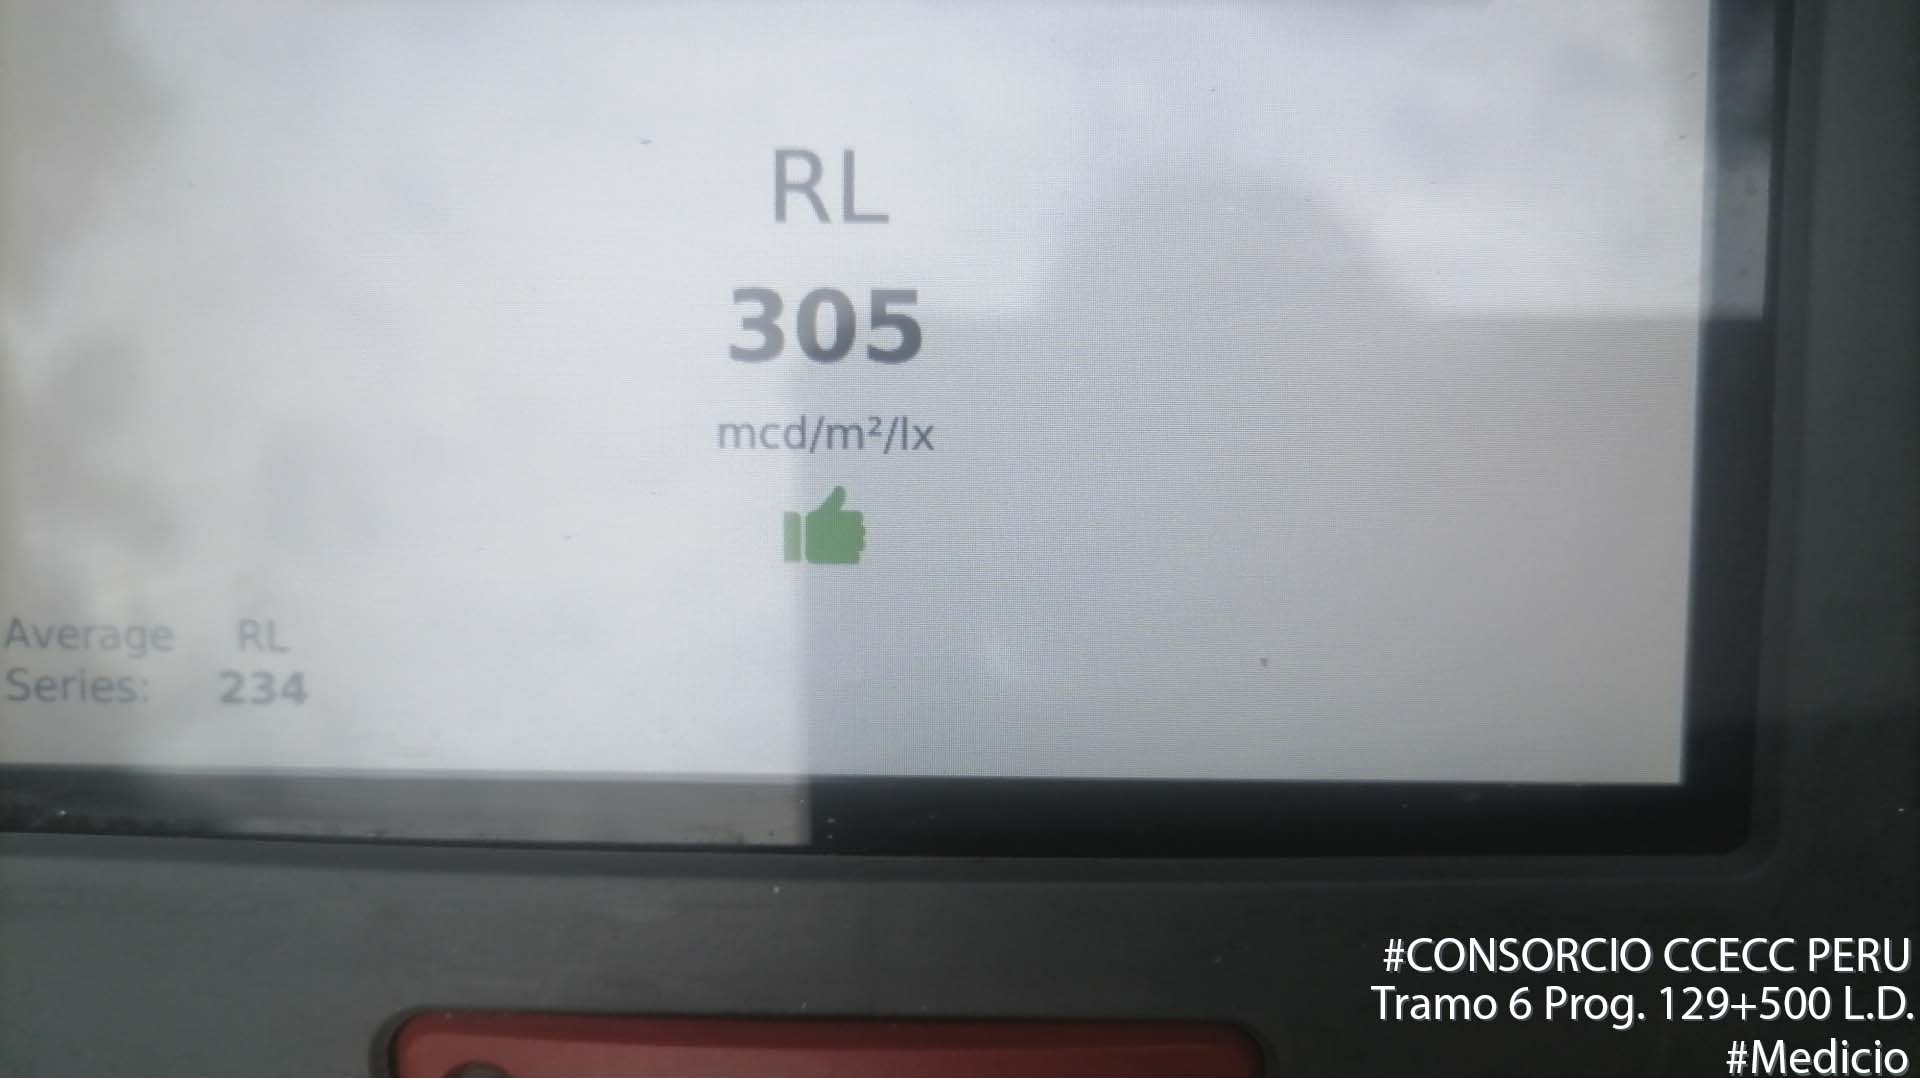 RL
305
mcd/m²/lx
Average RL
Series: 234
#CONSORCIO CCECC PERU
Tramo 6 Prog. 129+500 L.D.
#Medicio